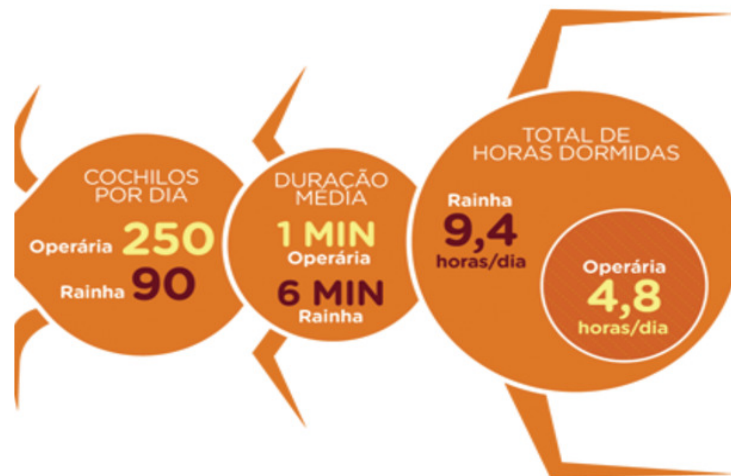 COCHILOS
POR DIA
Operária 250
Rainha 90
DURAÇÃO
MÉDIA
1 MIN
Operária
6 MIN
Rainha
TOTAL DE
HORAS DORMIDAS
Rainha
9,4
horas/dia
Operária
4,8
horas/dia